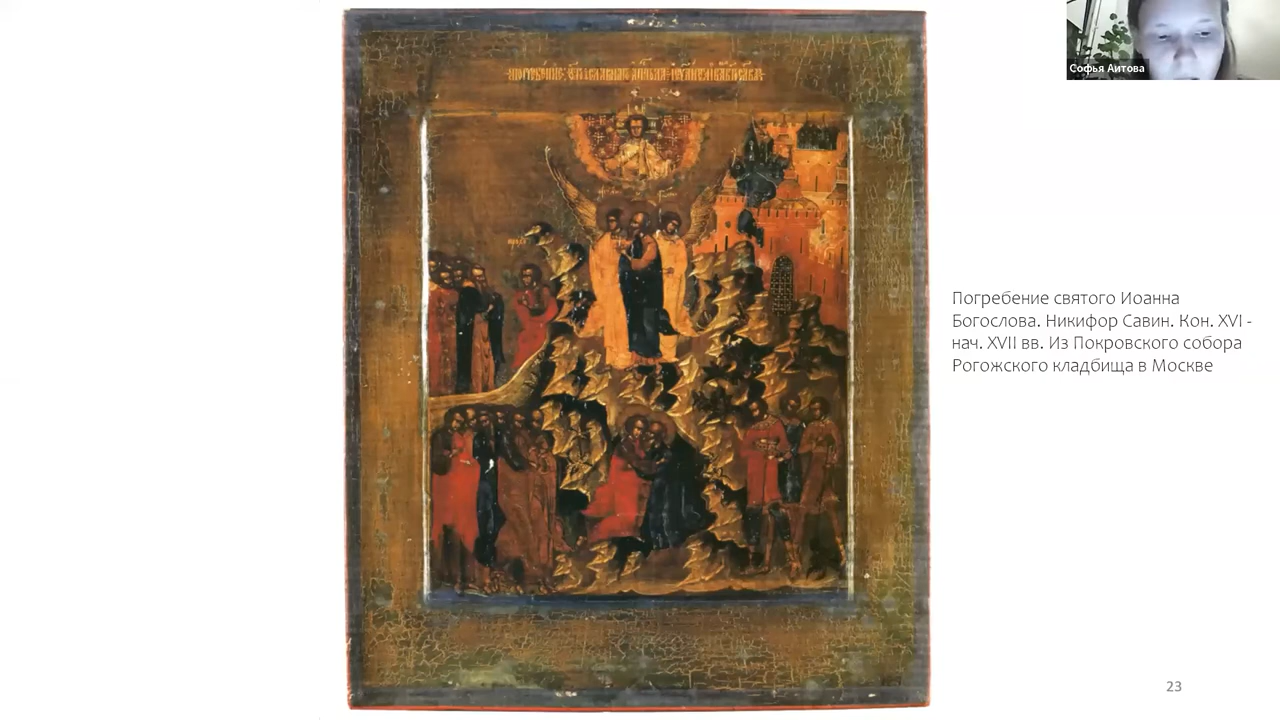 Софья Аитова
Погребение святого Иоанна
Богослова. Никифор Савин. Кон. XVI -
нач. XVII вв. Из Покровского собора
Рогожского кладбища в Москве
23